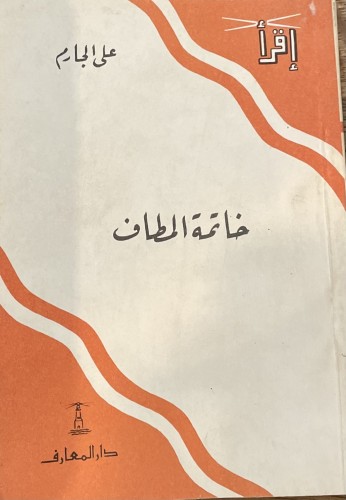 إقرأ
على الجارم
خاتمة المطاف
دار المعارف